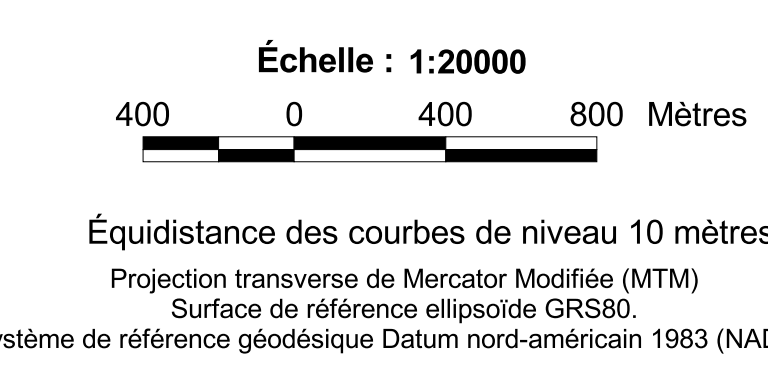 Échelle : 1:20000
400 0 400 800 Mètres
Équidistance des courbes de niveau 10 mètres
Projection transverse de Mercator Modifiée (MTM)
Surface de référence ellipsoïde GRS80.
ystème de référence géodésique Datum nord-américain 1983 (NAD